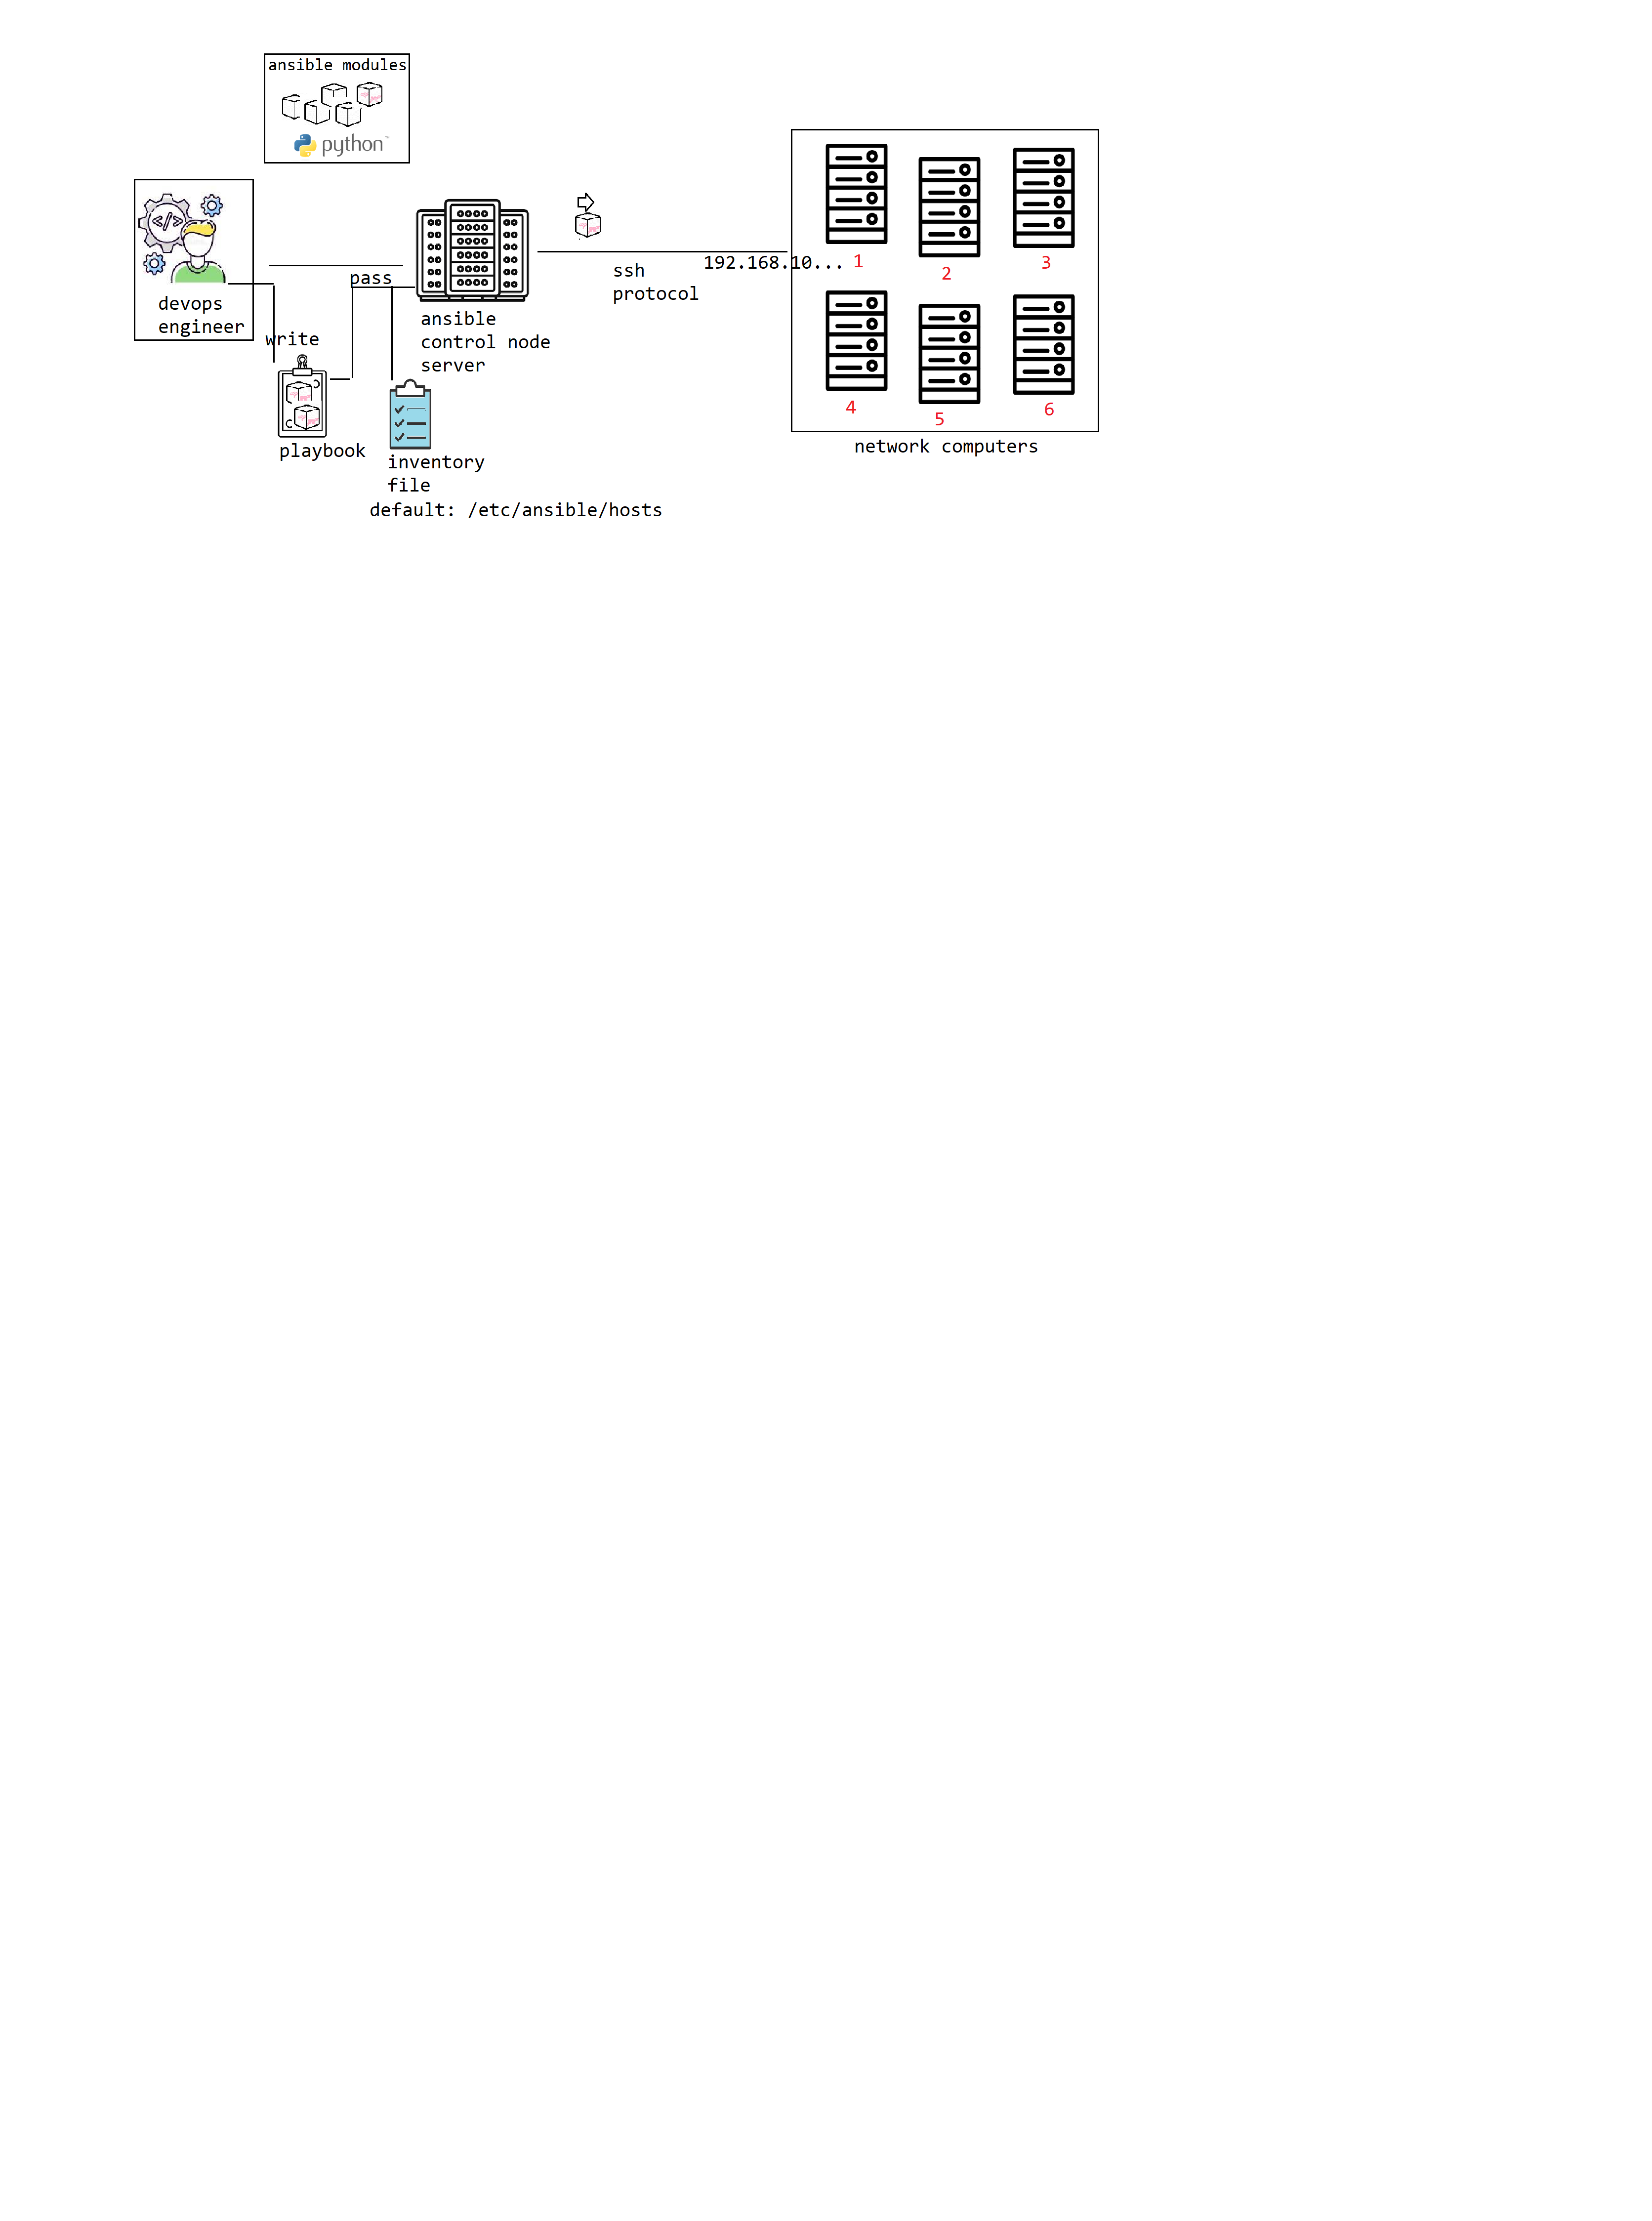 ansible modules
python™
devops
engineer
write
pass
playbook
ansible
control node
server
inventory
file
default: /etc/ansible/hosts
ssh
protocol
192.168.10...
1
2
3
4
5
6
network computers